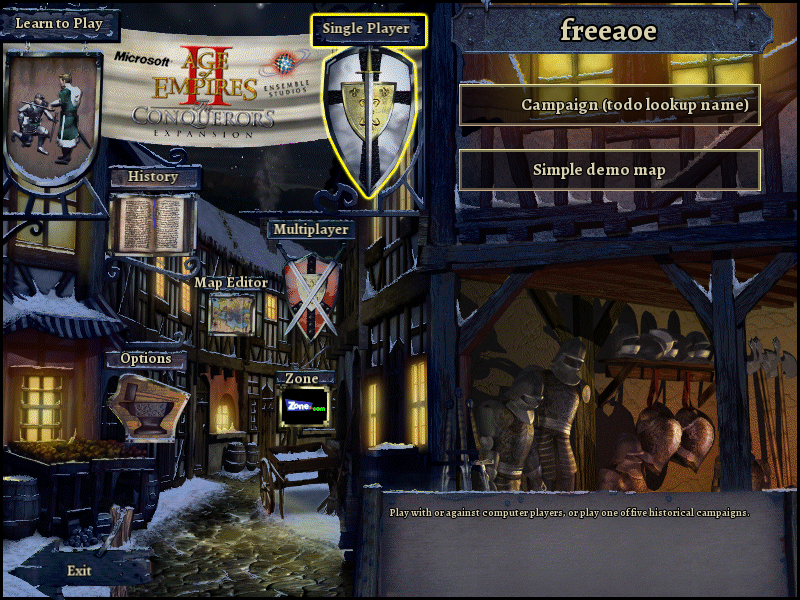 Learn to Play
Single Player
freeaoe
Microsoft
AGE
of
EMPIRES
II
ENSEMBLE
STUDIOS
The
CONQUERORS
EXPANSION
Campaign (todo lookup name)
Simple demo map
History
Multiplayer
Map Editor
Options
Zone
Zone.com
Play with or against computer players, or play one of five historical campaigns.
Exit